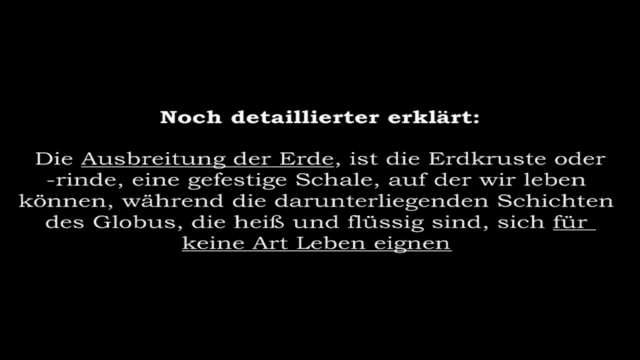 Noch detaillierter erklärt:
Die Ausbreitung der Erde, ist die Erdkruste oder
-rinde, eine gefestige Schale, auf der wir leben
können, während die darunterliegenden Schichten
des Globus, die heiß und flüssig sind, sich für
keine Art Leben eignen